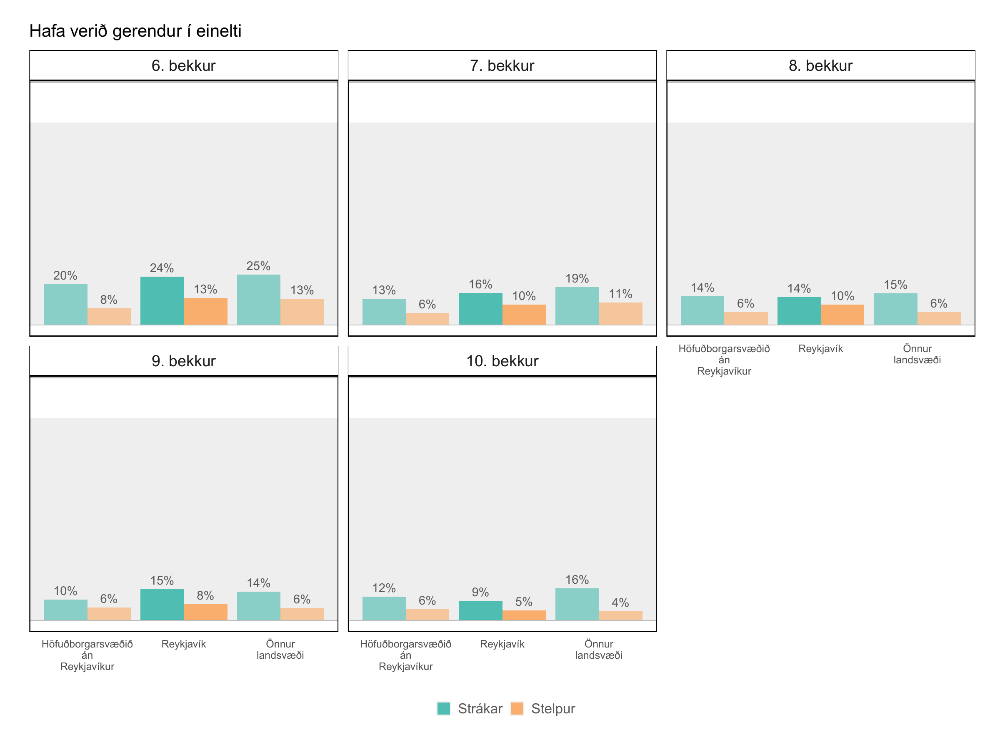 Hafa verið gerendur í einelti
6. bekkur
20%
8%
24%
13%
25%
13%
7. bekkur
13%
6%
16%
10%
19%
11%
8. bekkur
14%
6%
14%
10%
15%
6%
Höfuðborgarsvæðið
án
Reykjavíkur
Reykjavík
Önnur
landsvæði
9. bekkur
10%
6%
15%
8%
14%
6%
Höfuðborgarsvæðið
án
Reykjavíkur
Reykjavík
Önnur
landsvæði
10. bekkur
12%
6%
9%
5%
16%
4%
Höfuðborgarsvæðið
án
Reykjavíkur
Reykjavík
Önnur
landsvæði
Strákar
Stelpur